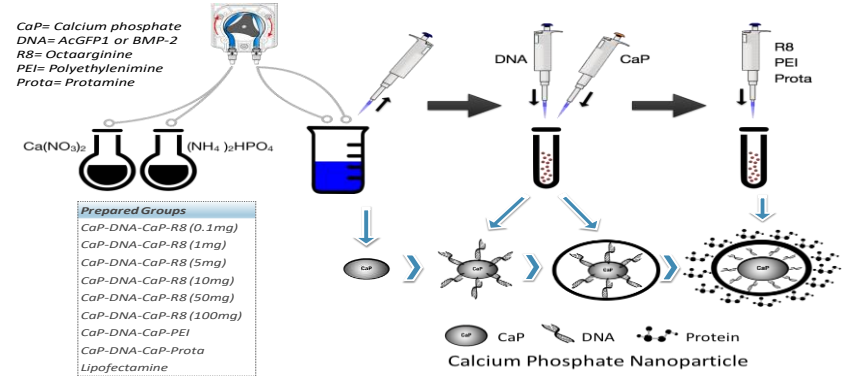 CaP= Calcium phosphate
DNA= AcGFP1 or BMP-2
R8= Octaarginine
PEI= Polyethylenimine
Prota= Protamine
DNA
CaP
R8
PEI
Prota
Ca(NO₃)₂
(NH₄ )₂HPO₄
Prepared Groups
CaP-DNA-CaP-R8 (0.1mg)
CaP-DNA-CaP-R8 (1mg)
CaP-DNA-CaP-R8 (5mg)
CaP-DNA-CaP-R8 (10mg)
CaP-DNA-CaP-R8 (50mg)
CaP-DNA-CaP-R8 (100mg)
CaP-DNA-CaP-PEI
CaP-DNA-CaP-Prota
Lipofectamine
CaP
CaP
CaP
CaP
CaP
CaP
DNA
Protein
Calcium Phosphate Nanoparticle